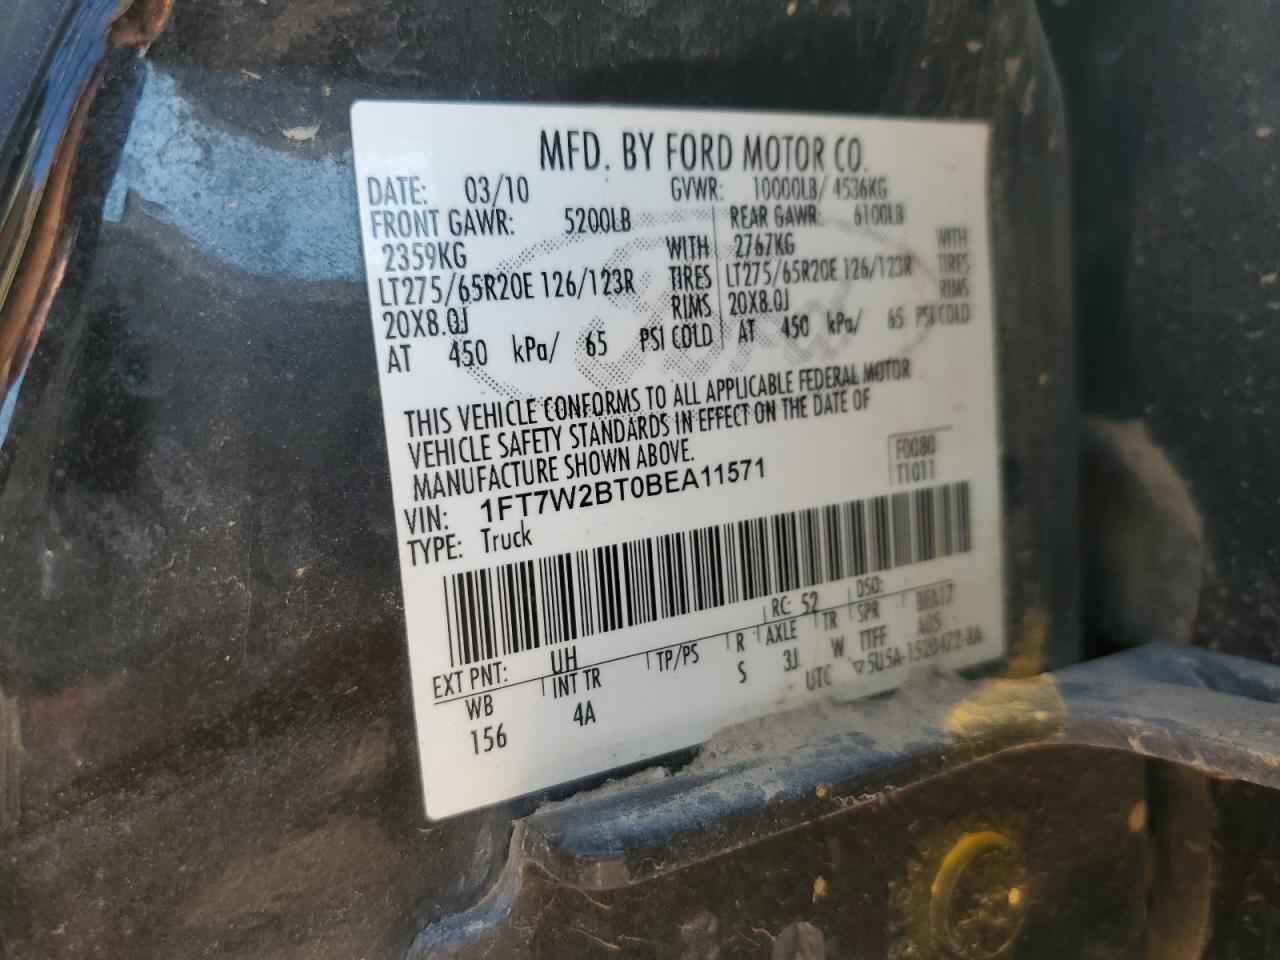 MFD. BY FORD MOTOR CO.
DATE: 03/10 GVWR: 10000LB/ 4536KG
FRONT GAWR: 5200LB REAR GAWR: 6100LB
2359KG WITH 2767KG WITH
LT275/65R20E 126/123R TIRES LT275/65R20E 126/123R TIRES
20X8.0J RIMS 20X8.0J RIMS
AT 450 kPa/ 65 PSI COLD AT 450 kPa/ 65 PSI COLD
THIS VEHICLE CONFORMS TO ALL APPLICABLE FEDERAL MOTOR
VEHICLE SAFETY STANDARDS IN EFFECT ON THE DATE OF
MANUFACTURE SHOWN ABOVE.
F0080
T1011
VIN: 1FT7W2BT0BEA11571
TYPE: Truck
EXT PNT: UH RC: 52 DSO:
WB INT TR TP/PS R AXLE TR SPR BFA17
156 4A S 3J W TTFF A05
UTC ▽5U5A-1520472-BA